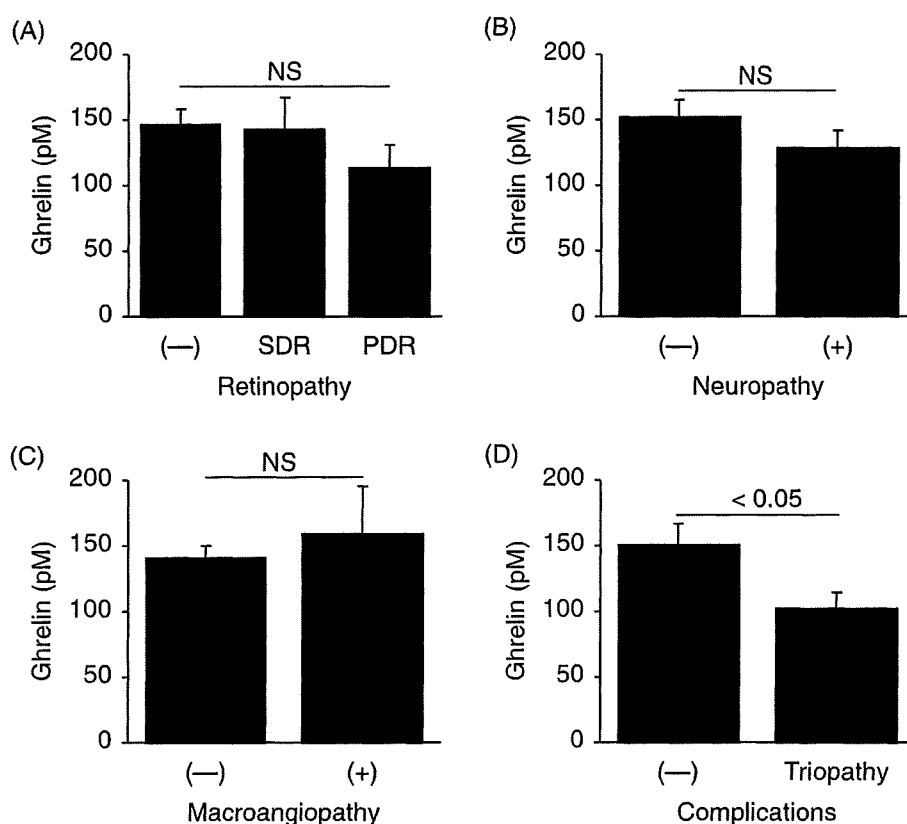 (A)
200
150
100
50
0
Ghrelin (pM)
NS
(—) SDR PDR
Retinopathy
(B)
200
150
100
50
0
Ghrelin (pM)
NS
(—) (+)
Neuropathy
(C)
200
150
100
50
0
Ghrelin (pM)
NS
(—) (+)
Macroangiopathy
(D)
200
150
100
50
0
Ghrelin (pM)
< 0.05
(—) Triopathy
Complications